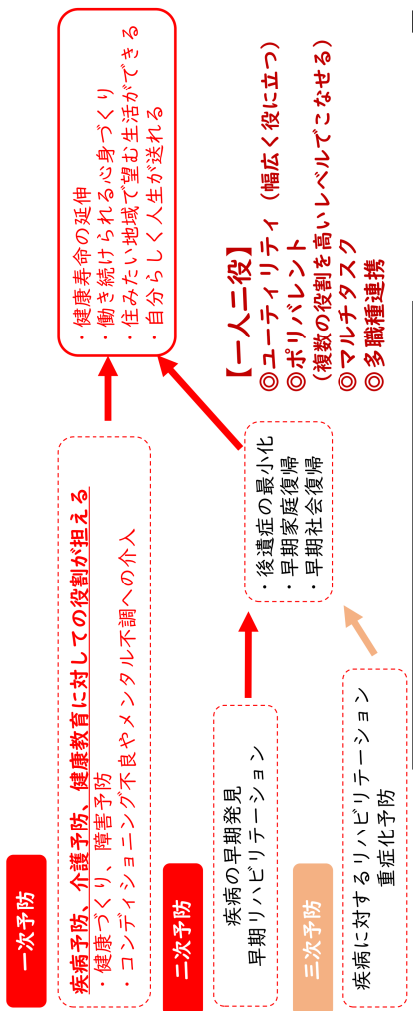 一次予防
疾病予防、介護予防、健康教育に対しての役割が担える
・健康づくり、障害予防
・コンディショニング不良やメンタル不調への介入
・健康寿命の延伸
・働き続けられる心身づくり
・住みたい地域で望む生活ができる
・自分らしく人生が送れる
二次予防
疾病の早期発見
早期リハビリテーション
・後遺症の最小化
・早期家庭復帰
・早期社会復帰
三次予防
疾病に対するリハビリテーション
重症化予防
【一人二役】
◎ユーティリティ（幅広く役に立つ）
◎ポリバレント
（複数の役割を高いレベルでこなせる）
◎マルチタスク
◎多職種連携